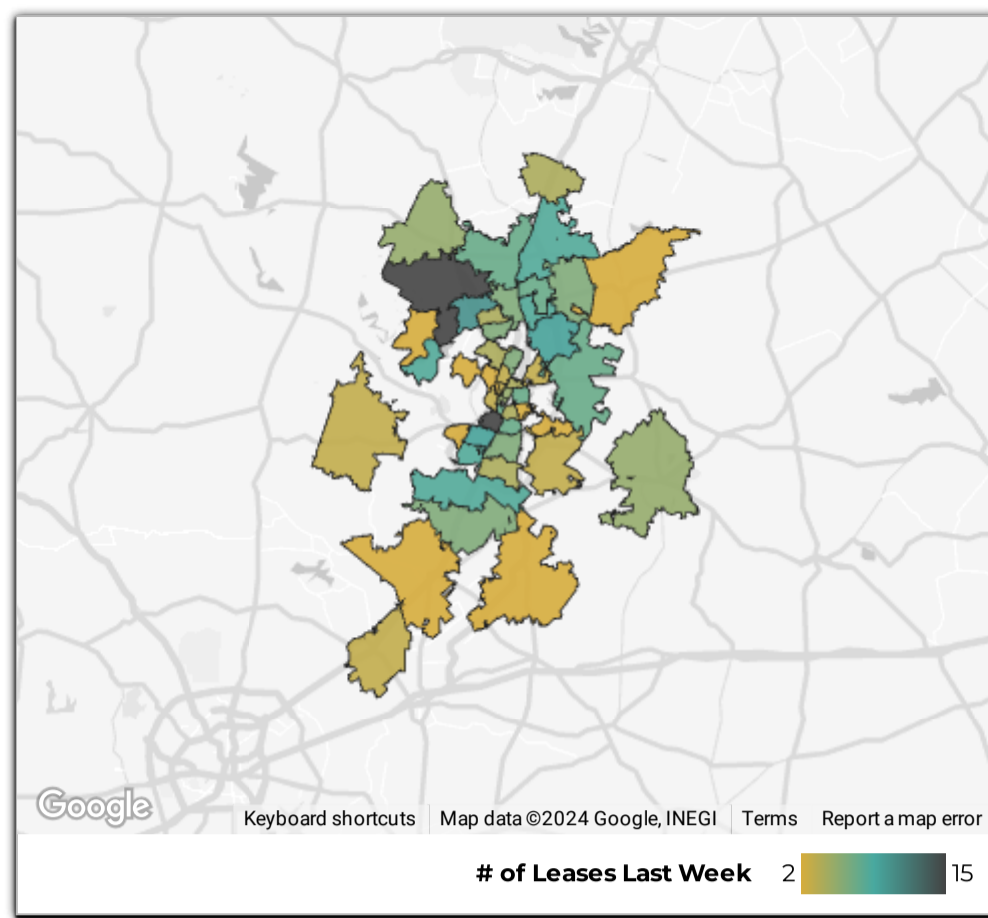 Google
Keyboard shortcuts
Map data ©2024 Google, INEGI
Terms
Report a map error
# of Leases Last Week 2 15